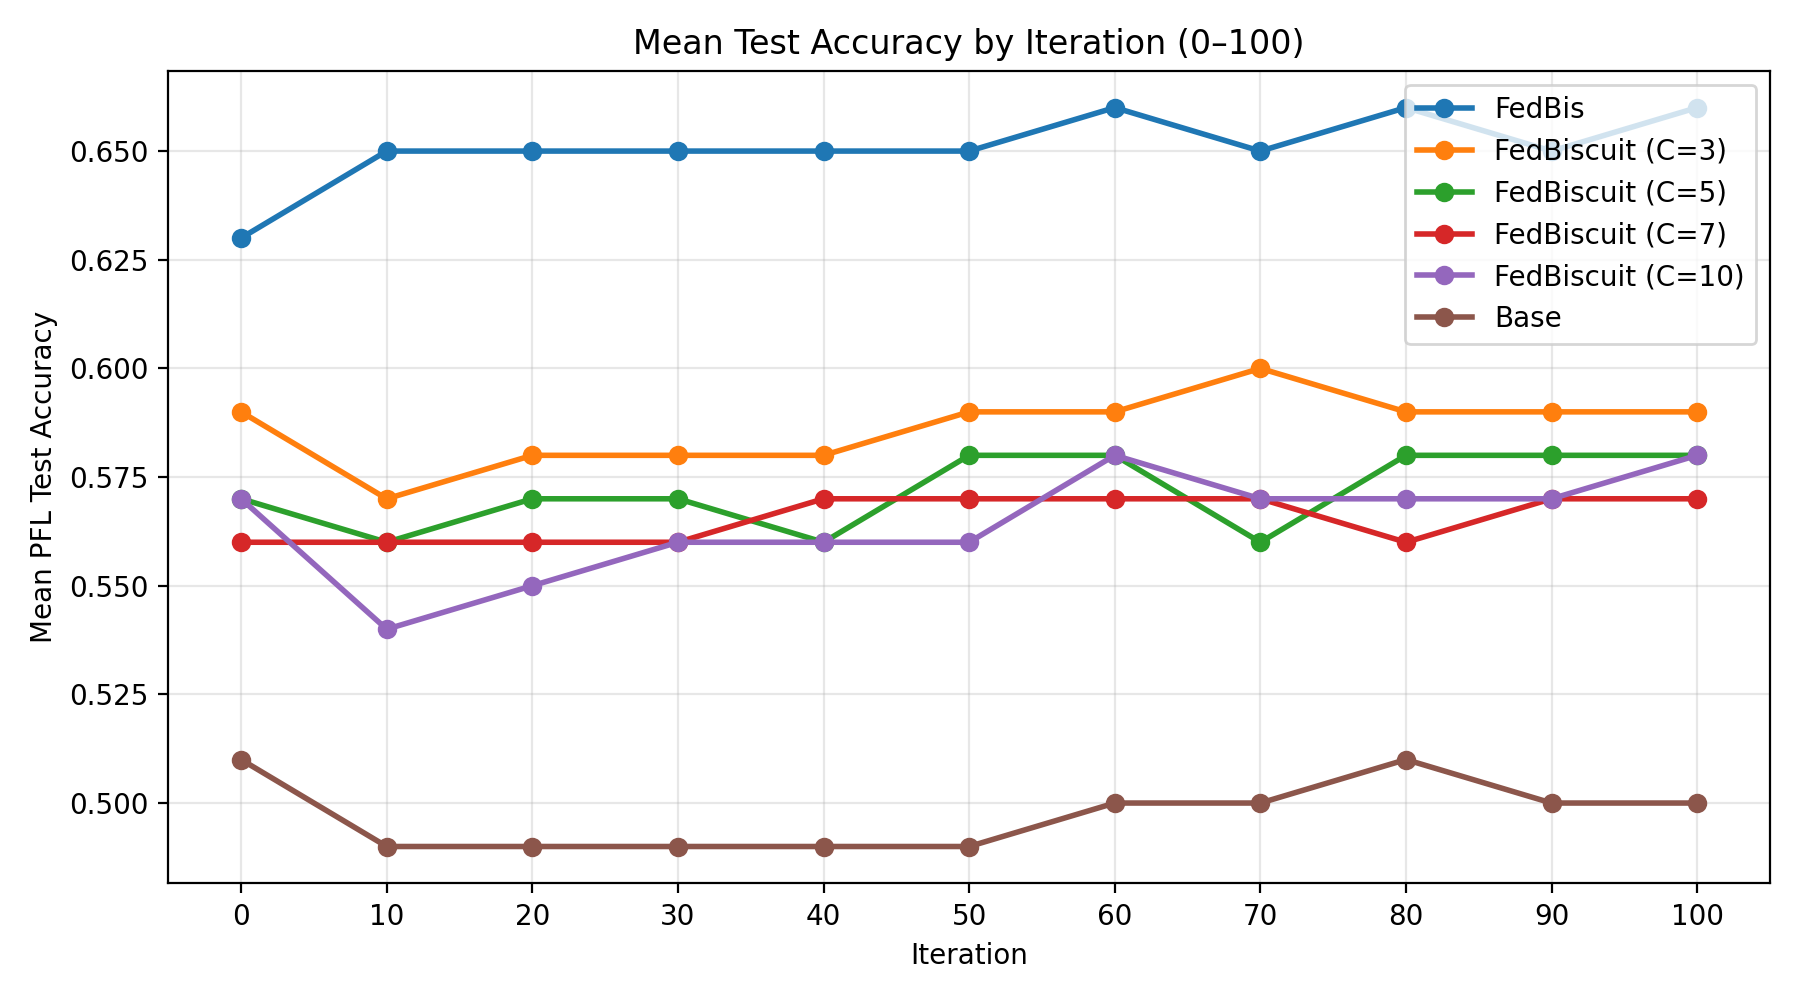 Mean Test Accuracy by Iteration (0–100)
Mean PFL Test Accuracy
0.650
0.625
0.600
0.575
0.550
0.525
0.500
FedBis
FedBiscuit (C=3)
FedBiscuit (C=5)
FedBiscuit (C=7)
FedBiscuit (C=10)
Base
0 10 20 30 40 50 60 70 80 90 100
Iteration